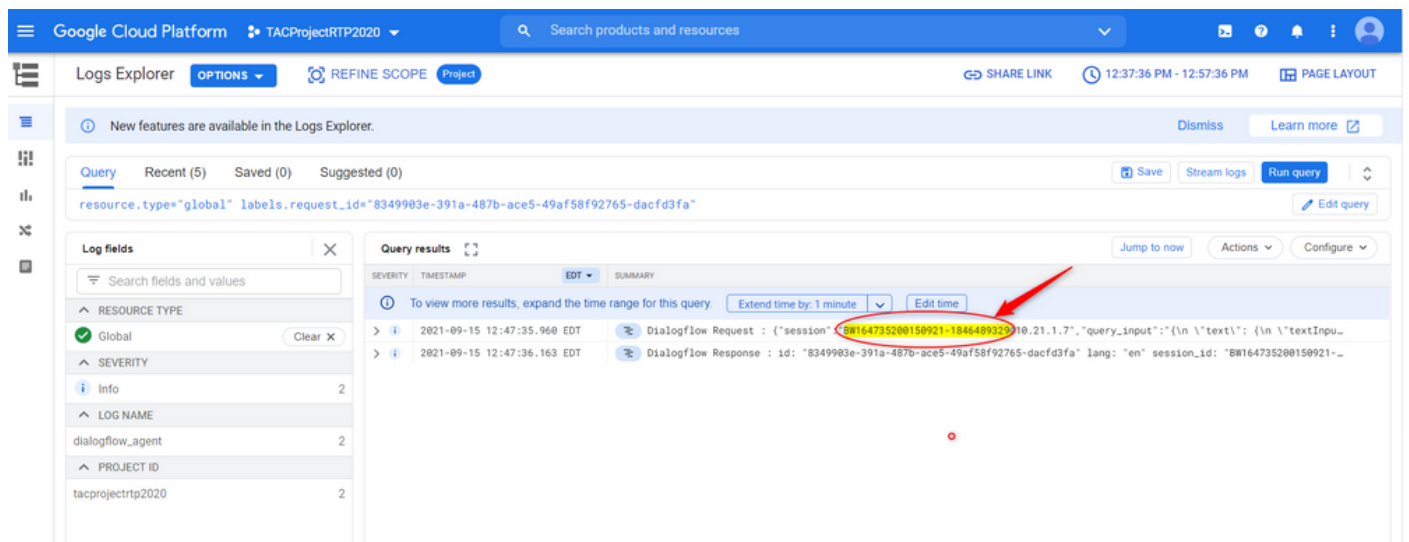 Google Cloud Platform TACProjectRTP2020 Search products and resources
Logs Explorer OPTIONS REFINE SCOPE Project SHARE LINK 12:37:36 PM - 12:57:36 PM PAGE LAYOUT
New features are available in the Logs Explorer. Dismiss Learn more
Query Recent (5) Saved (0) Suggested (0) Save Stream logs Run query
resource.type="global" labels.request_id="8349903e-391a-487b-ace5-49af58f92765-dacfd3fa" Edit query
Log fields
Search fields and values
RESOURCE TYPE
Global Clear X
SEVERITY
Info 2
LOG NAME
dialogflow_agent 2
PROJECT ID
tacprojectrtp2020 2
Query results Jump to now Actions Configure
SEVERITY TIMESTAMP EDT SUMMARY
To view more results, expand the time range for this query. Extend time by: 1 minute Edit time
2021-09-15 12:47:35.960 EDT Dialogflow Request : {"session":"BW164735200150921-1846489329@10.21.1.7","query_input":"{\n \"text\": {\n \"textInpu…
2021-09-15 12:47:36.163 EDT Dialogflow Response : id: "8349903e-391a-487b-ace5-49af58f92765-dacfd3fa" lang: "en" session_id: "BW164735200150921-…